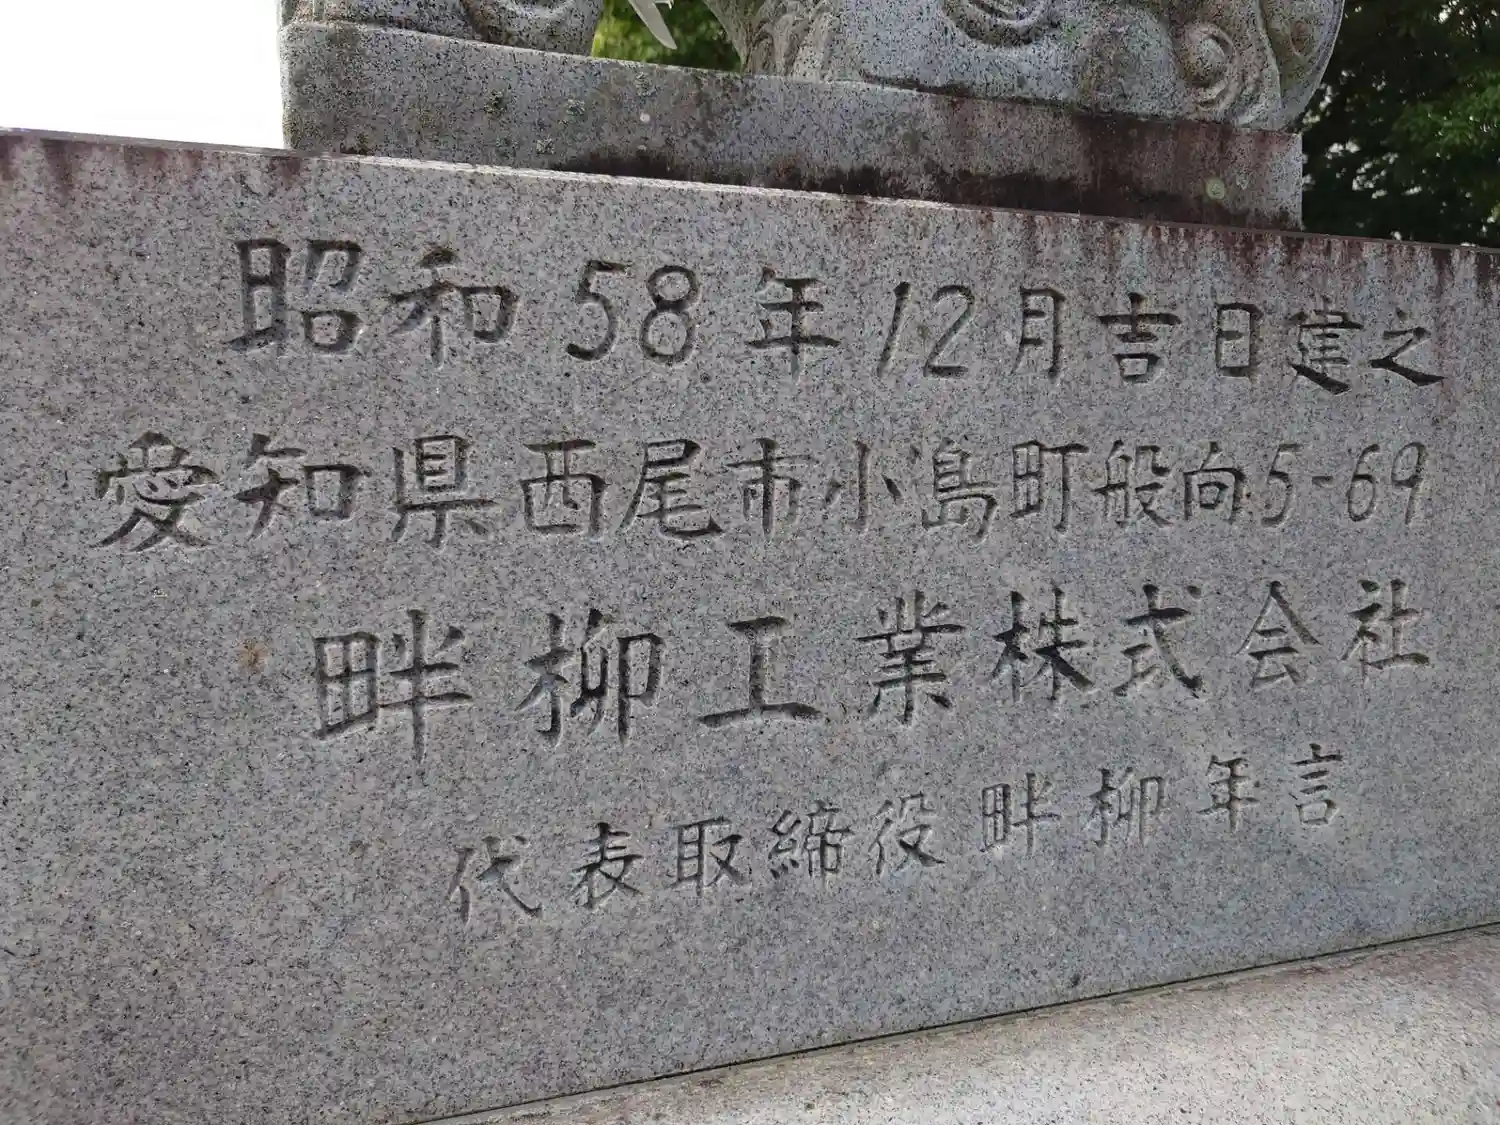 昭和58年12月吉日建之
愛知県西尾市小島町般向5-69
畔柳工業株式会社
代表取締役 畔柳年言